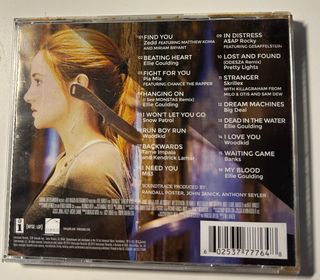 01 FIND YOU
Zedd FEATURING MATTHEW KOMA
AND MIRIAM BRYANT
02 BEATING HEART
Ellie Goulding
03 FIGHT FOR YOU
Pia Mia
FEATURING CHANCE THE RAPPER
04 HANGING ON
(I See MONSTAS Remix)
Ellie Goulding
05 I WON'T LET YOU GO
Snow Patrol
06 RUN BOY RUN
Woodkid
07 BACKWARDS
Tame Impala
and Kendrick Lamar
08 I NEED YOU
M83
09 IN DISTRESS
A$AP Rocky
FEATURING GESAFFELSTEIN
10 LOST AND FOUND
(ODESZA Remix)
Pretty Lights
11 STRANGER
Skrillex
WITH KILLAGRAHAM FROM
MILO & OTIS AND SAM DEW
12 DREAM MACHINES
Big Deal
13 DEAD IN THE WATER
Ellie Goulding
14 I LOVE YOU
Woodkid
15 WAITING GAME
Banks
16 MY BLOOD
Ellie Goulding
SOUNDTRACK PRODUCED BY
RANDALL POSTER, JOHN JANICK, ANTHONY SEYLER
6 02537 77764 8